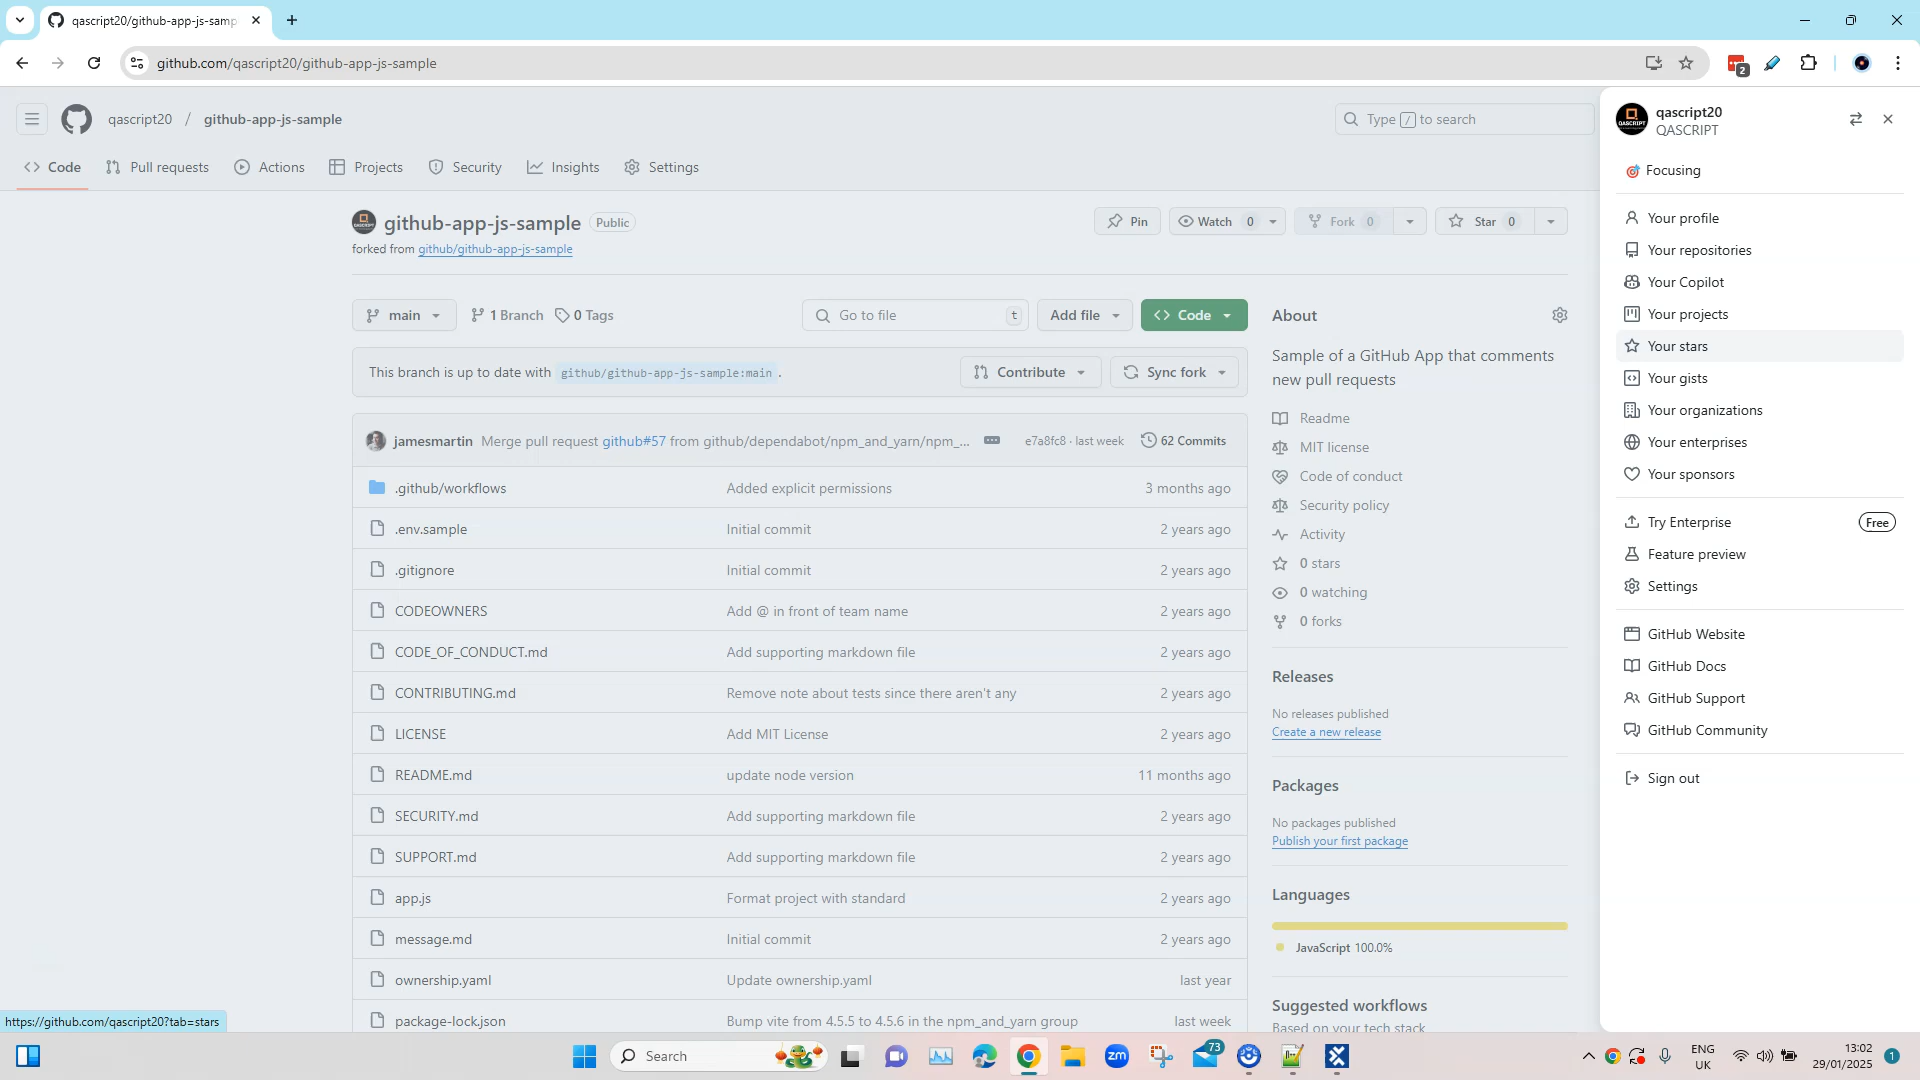 qascript20/github-app-js-samp
github.com/qascript20/github-app-js-sample
2
qascript20 / github-app-js-sample
Type / to search
qascript20
QASCRIPT
Focusing
Code
Pull requests
Actions
Projects
Security
Insights
Settings
github-app-js-sample Public
forked from github/github-app-js-sample
Pin
Watch 0
Fork 0
Star 0
main
1 Branch
0 Tags
Go to file t
Add file
Code
This branch is up to date with github/github-app-js-sample:main .
Contribute
Sync fork
jamesmartin Merge pull request github#57 from github/dependabot/npm_and_yarn/npm_... e7a8fc8 · last week 62 Commits
.github/workflows Added explicit permissions 3 months ago
.env.sample Initial commit 2 years ago
.gitignore Initial commit 2 years ago
CODEOWNERS Add @ in front of team name 2 years ago
CODE_OF_CONDUCT.md Add supporting markdown file 2 years ago
CONTRIBUTING.md Remove note about tests since there aren't any 2 years ago
LICENSE Add MIT License 2 years ago
README.md update node version 11 months ago
SECURITY.md Add supporting markdown file 2 years ago
SUPPORT.md Add supporting markdown file 2 years ago
app.js Format project with standard 2 years ago
message.md Initial commit 2 years ago
ownership.yaml Update ownership.yaml last year
package-lock.json Bump vite from 4.5.5 to 4.5.6 in the npm_and_yarn group last week
About
Sample of a GitHub App that comments
new pull requests
Readme
MIT license
Code of conduct
Security policy
Activity
0 stars
0 watching
0 forks
Releases
No releases published
Create a new release
Packages
No packages published
Publish your first package
Languages
JavaScript 100.0%
Suggested workflows
Based on your tech stack
Your profile
Your repositories
Your Copilot
Your projects
Your stars
Your gists
Your organizations
Your enterprises
Your sponsors
Try Enterprise Free
Feature preview
Settings
GitHub Website
GitHub Docs
GitHub Support
GitHub Community
Sign out
https://github.com/qascript20?tab=stars
Search
zm
73
ENG
UK
13:02
29/01/2025
1